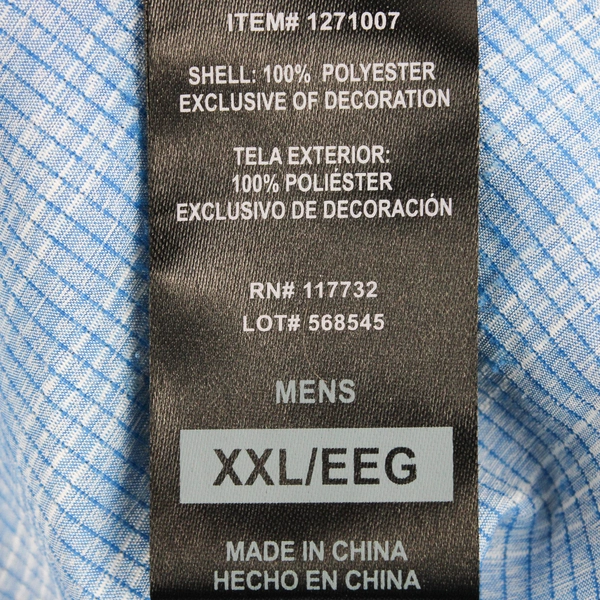 ITEM# 1271007
SHELL: 100% POLYESTER
EXCLUSIVE OF DECORATION
TELA EXTERIOR:
100% POLIÉSTER
EXCLUSIVO DE DECORACIÓN
RN# 117732
LOT# 568545
MENS
XXL/EEG
MADE IN CHINA
HECHO EN CHINA